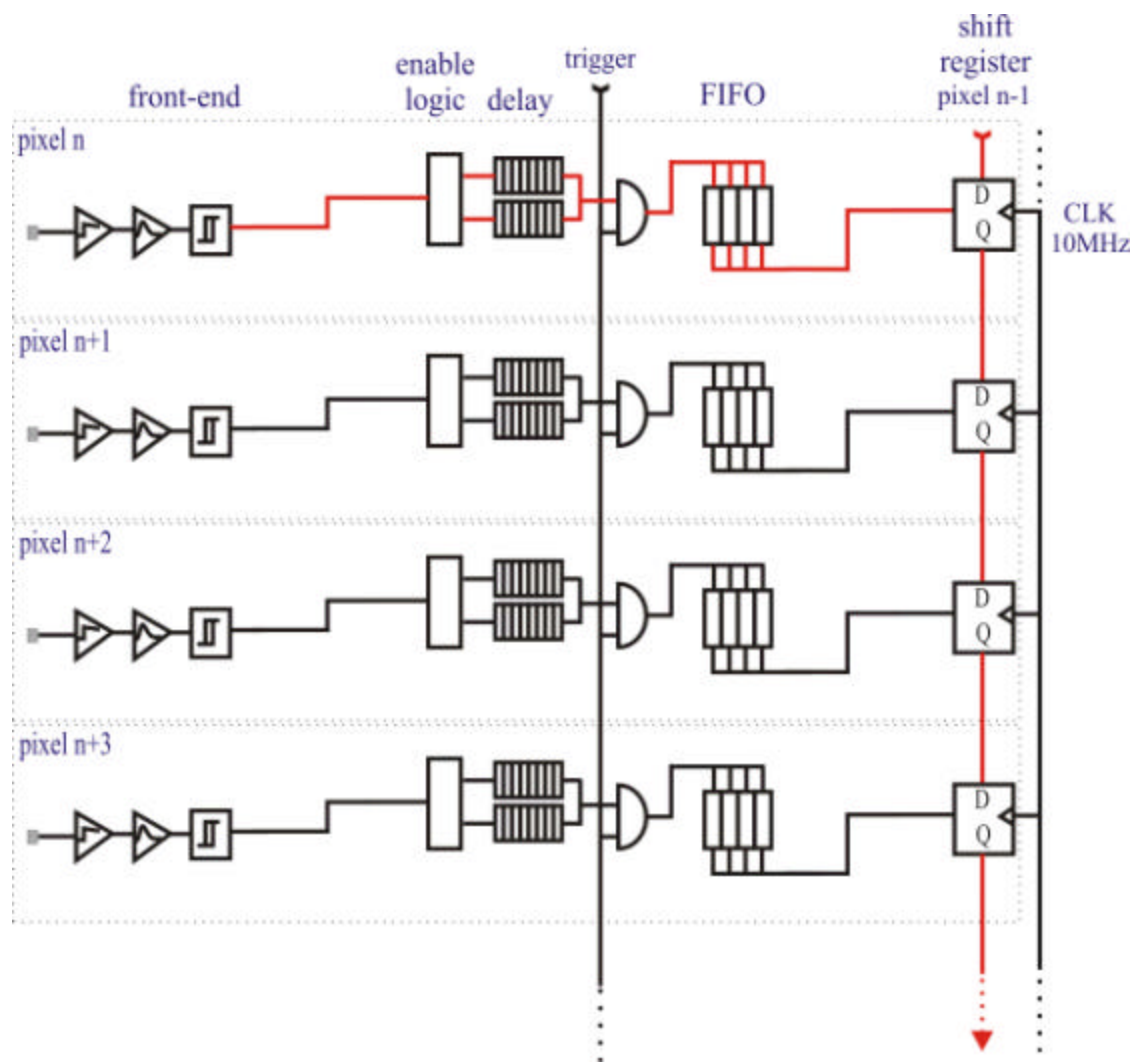 front-end
enable
logic
delay
trigger
FIFO
shift
register
pixel n-1
pixel n
D
Q
CLK
10MHz
pixel n+1
D
Q
pixel n+2
D
Q
pixel n+3
D
Q